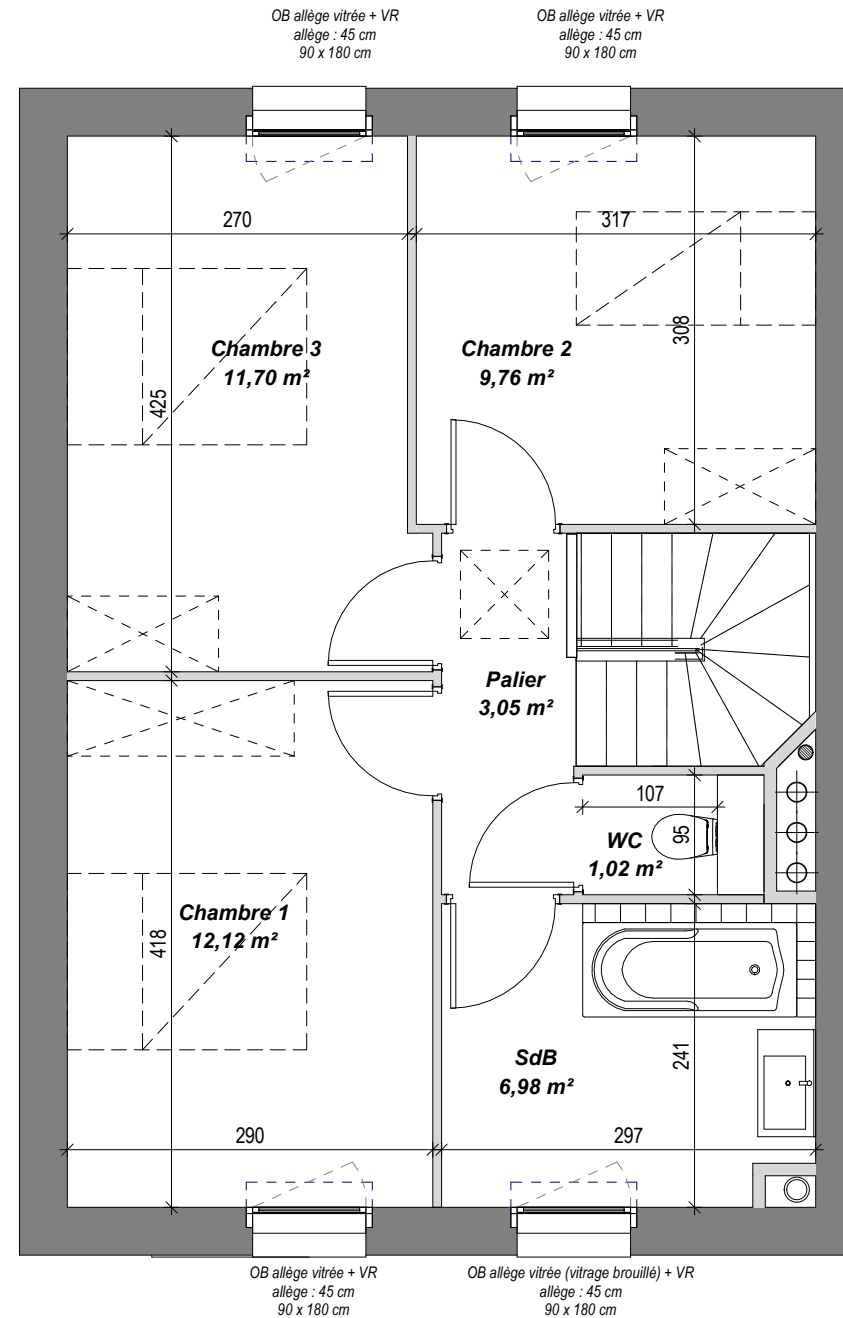 OB allège vitrée + VR
allège : 45 cm
90 x 180 cm
OB allège vitrée + VR
allège : 45 cm
90 x 180 cm
270
317
308
Chambre 3
11,70 m²
Chambre 2
9,76 m²
425
Palier
3,05 m²
107
95
WC
1,02 m²
Chambre 1
12,12 m²
418
241
SdB
6,98 m²
290
297
OB allège vitrée + VR
allège : 45 cm
90 x 180 cm
OB allège vitrée (vitrage brouillé) + VR
allège : 45 cm
90 x 180 cm